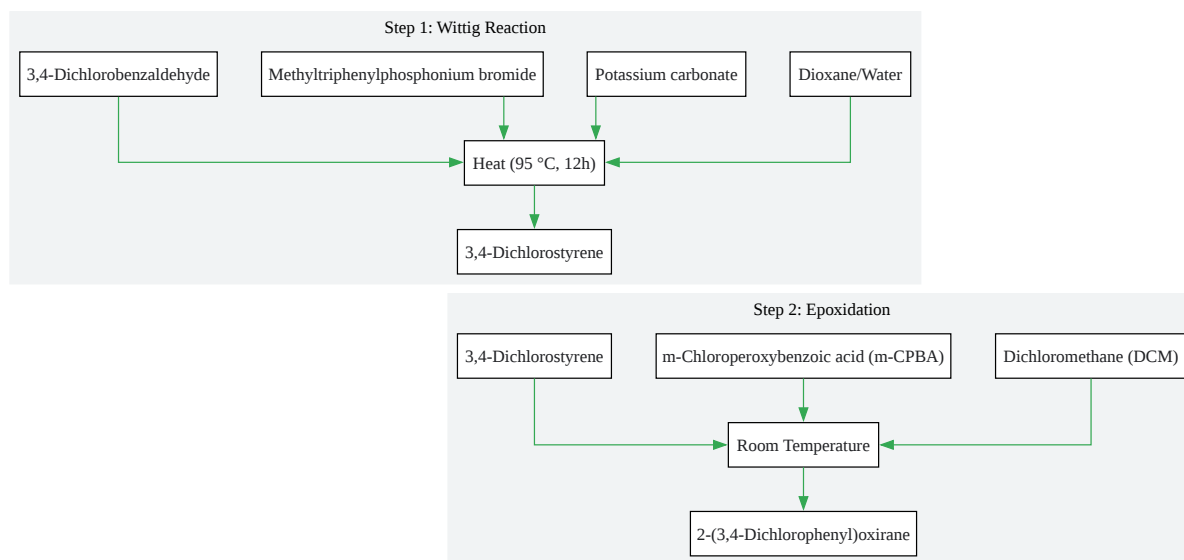 Step 1: Wittig Reaction
3,4-Dichlorobenzaldehyde
Methyltriphenylphosphonium bromide
Potassium carbonate
Dioxane/Water
Heat (95 °C, 12h)
3,4-Dichlorostyrene
Step 2: Epoxidation
3,4-Dichlorostyrene
m-Chloroperoxybenzoic acid (m-CPBA)
Dichloromethane (DCM)
Room Temperature
2-(3,4-Dichlorophenyl)oxirane